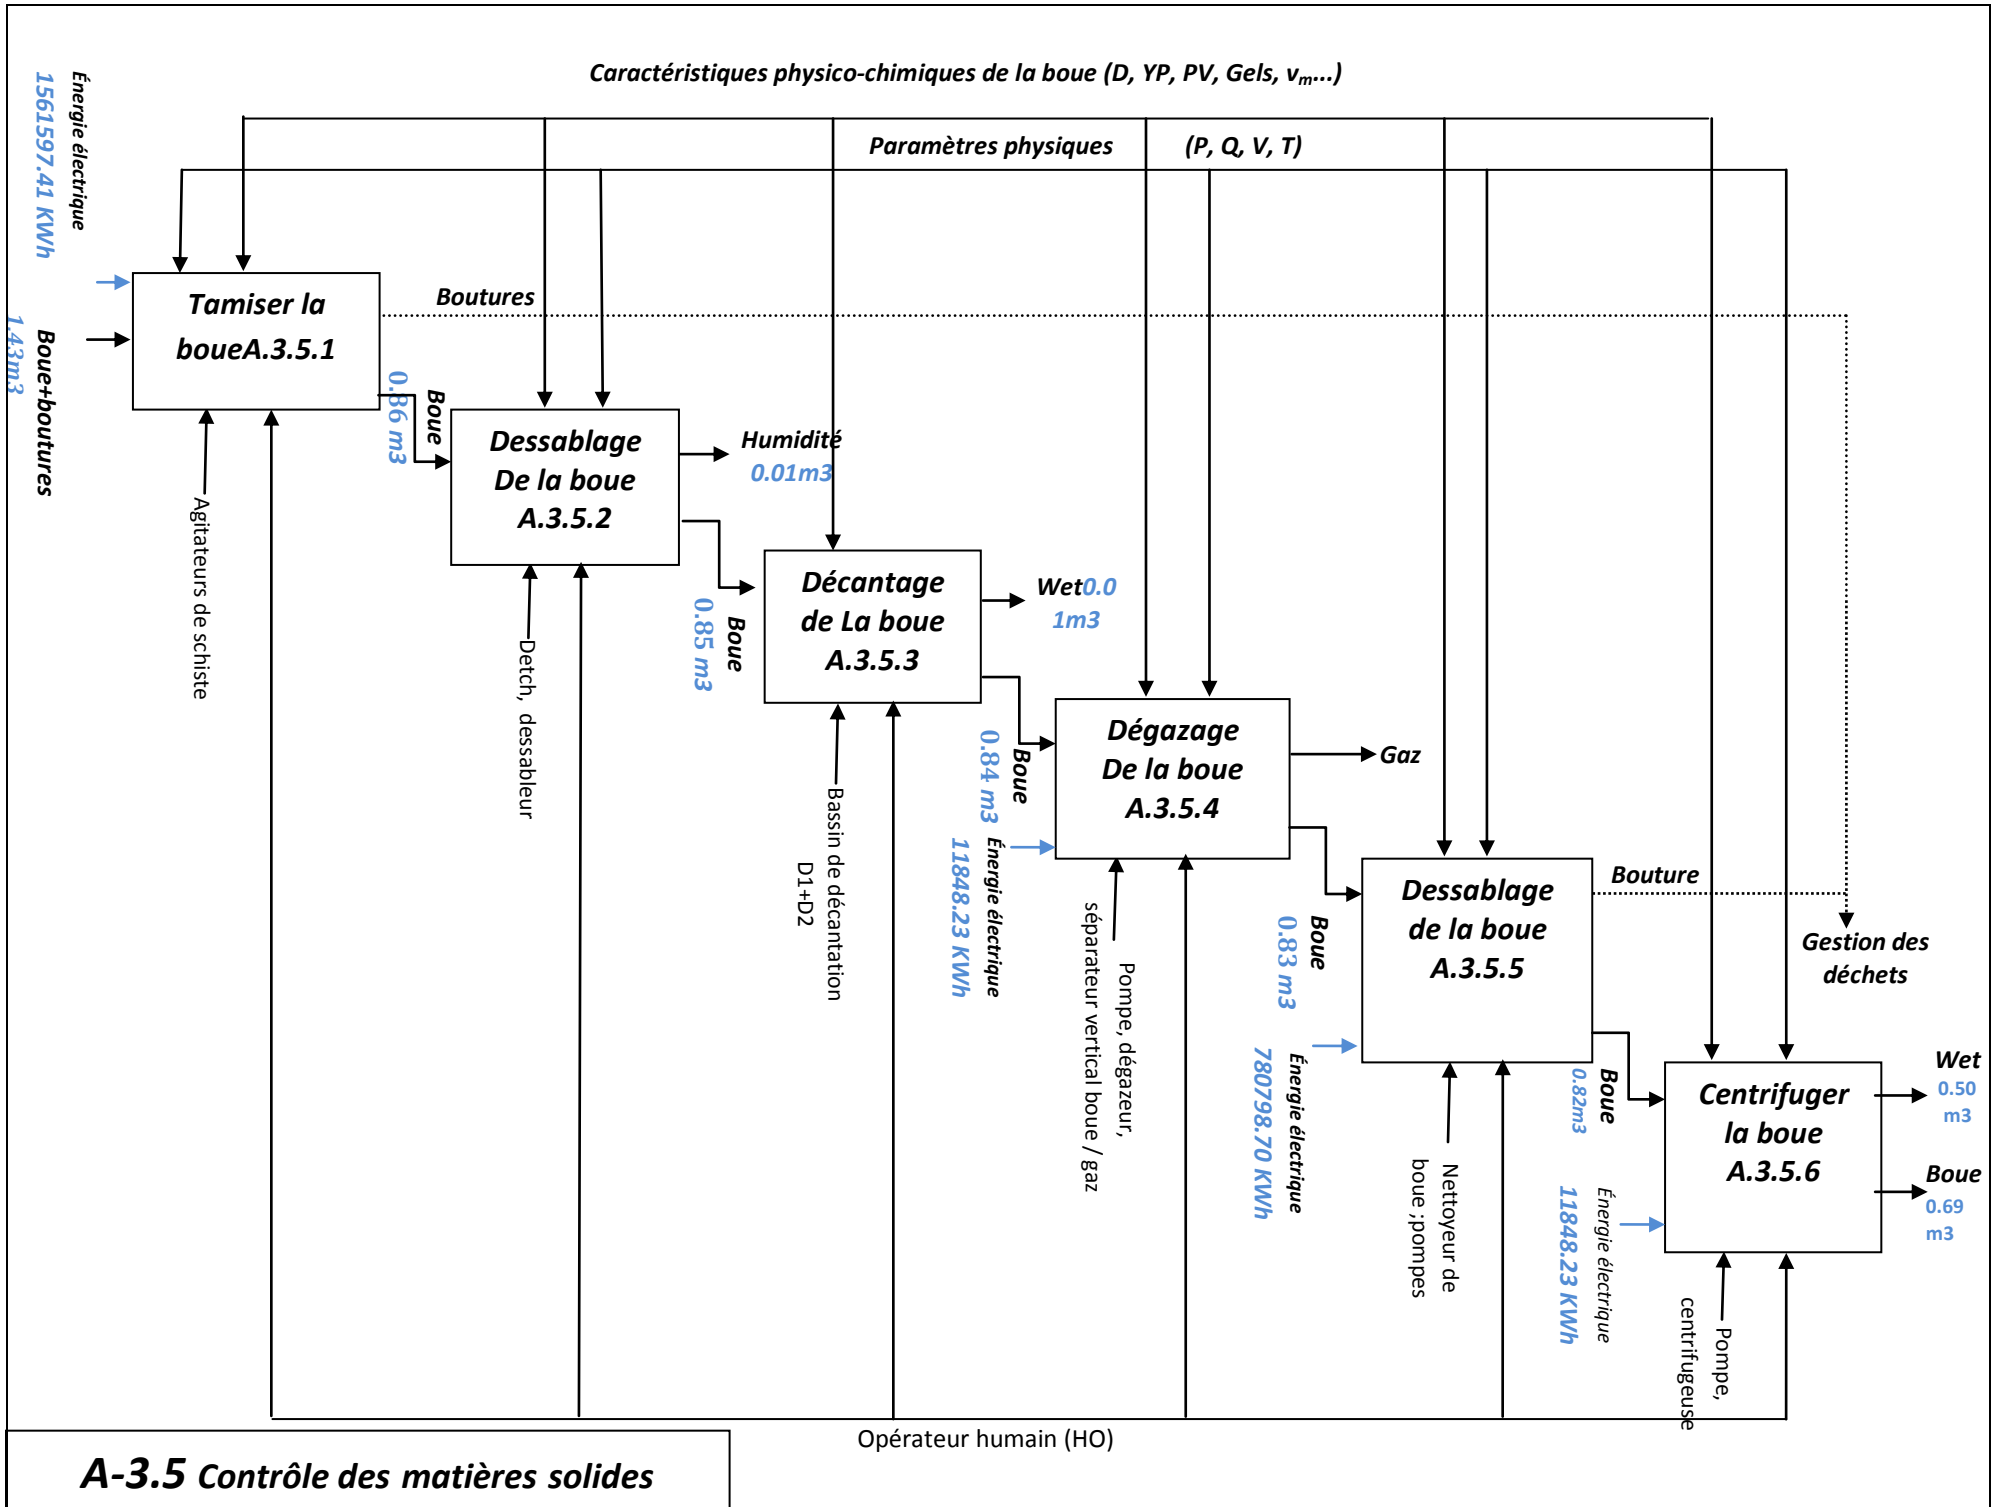 Caractéristiques physico-chimiques de la boue (D, YP, PV, Gels, vm...)
Paramètres physiques (P, Q, V, T)
Énergie électrique
1561597.41 KWh
Boue+boutures
1.43m3
Tamiser la
boueA.3.5.1
Boutures
Agitateurs de schiste
Boue
0.86 m3
Dessablage
De la boue
A.3.5.2
Humidité
0.01m3
Detch, dessableur
Boue
0.85 m3
Décantage
de La boue
A.3.5.3
Wet0.0
1m3
Bassin de décantation
D1+D2
Boue
0.84 m3
Énergie électrique
11848.23 KWh
Dégazage
De la boue
A.3.5.4
Gaz
Pompe, dégazeur,
séparateur vertical boue / gaz
Boue
0.83 m3
Énergie électrique
780798.70 KWh
Dessablage
de la boue
A.3.5.5
Bouture
Gestion des
déchets
Nettoyeur de
boue ;pompes
Boue
0.82m3
Énergie électrique
11848.23 KWh
Centrifuger
la boue
A.3.5.6
Wet
0.50
m3
Boue
0.69
m3
Pompe,
centrifugeuse
Opérateur humain (HO)
A-3.5 Contrôle des matières solides